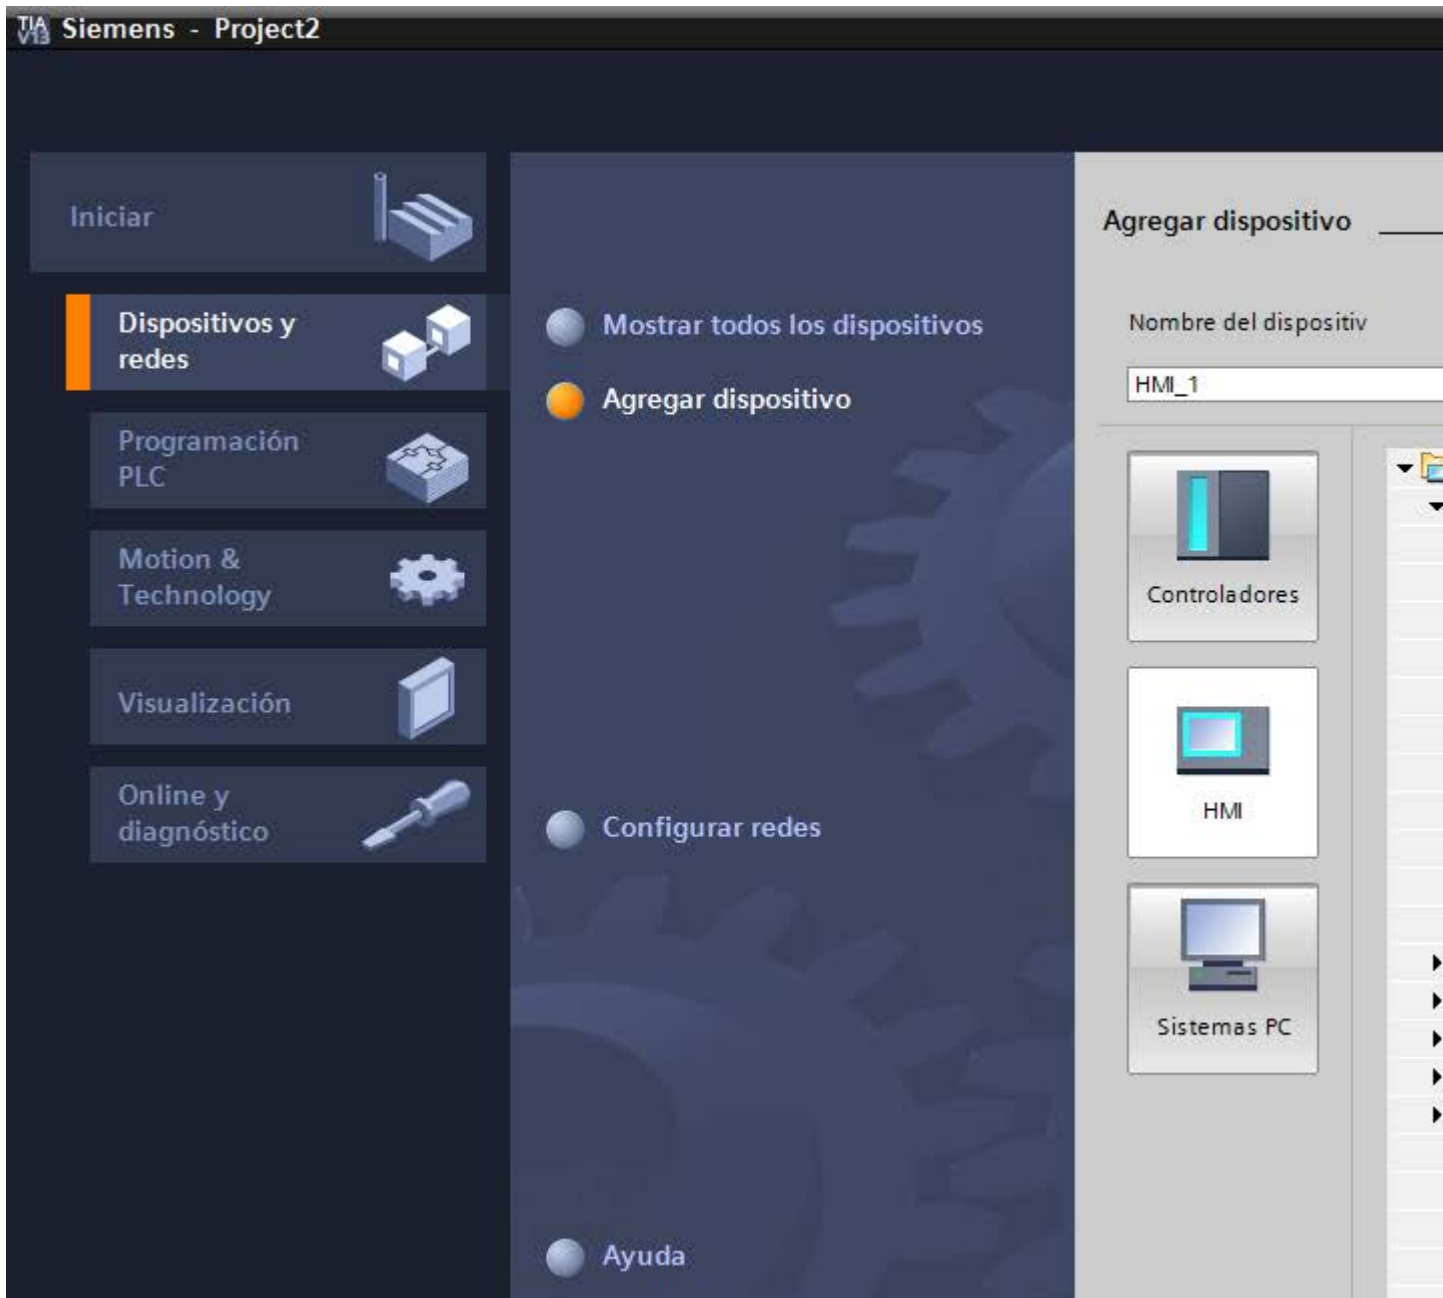 TIA V13 Siemens - Project2
Iniciar
Dispositivos y
redes
Programación
PLC
Motion &
Technology
Visualización
Online y
diagnóstico
Mostrar todos los dispositivos
Agregar dispositivo
Configurar redes
Ayuda
Agregar dispositivo
Nombre del dispositiv
HMI_1
Controladores
HMI
Sistemas PC